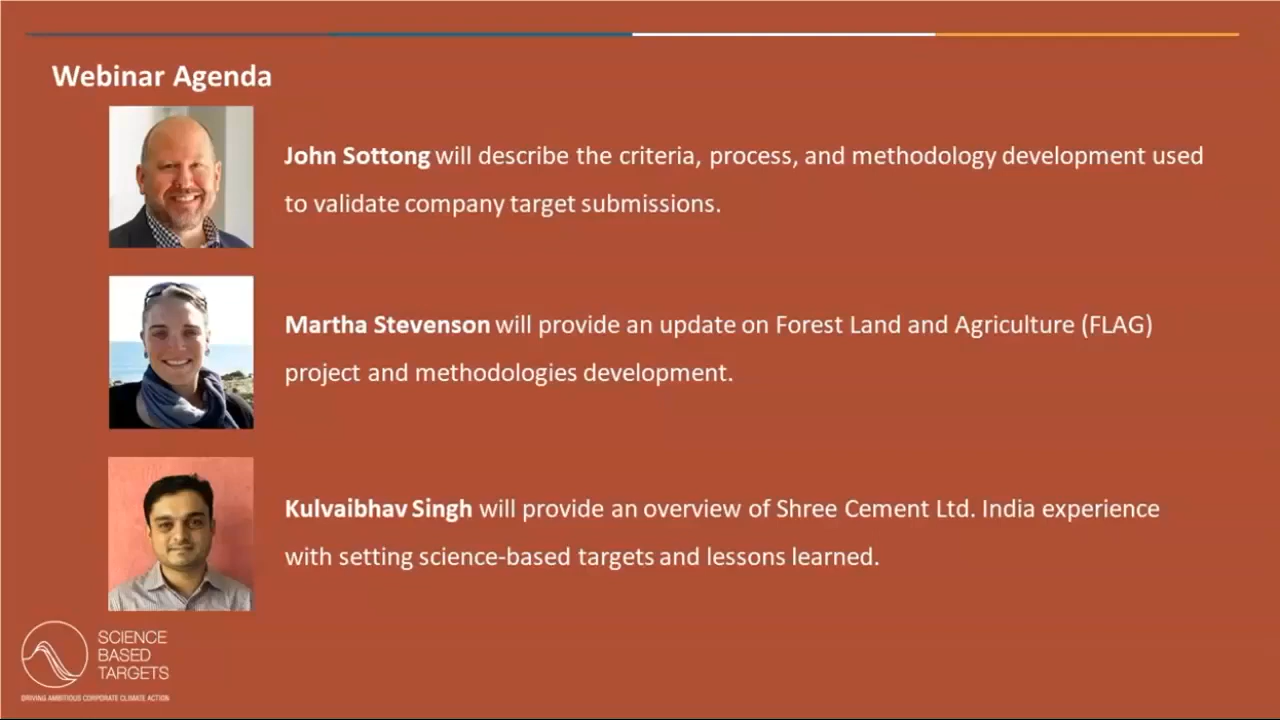 Webinar Agenda
John Sottong will describe the criteria, process, and methodology development used
to validate company target submissions.
Martha Stevenson will provide an update on Forest Land and Agriculture (FLAG)
project and methodologies development.
Kulvaibhav Singh will provide an overview of Shree Cement Ltd. India experience
with setting science-based targets and lessons learned.
SCIENCE
BASED
TARGETS
DRIVING AMBITIOUS CORPORATE CLIMATE ACTION